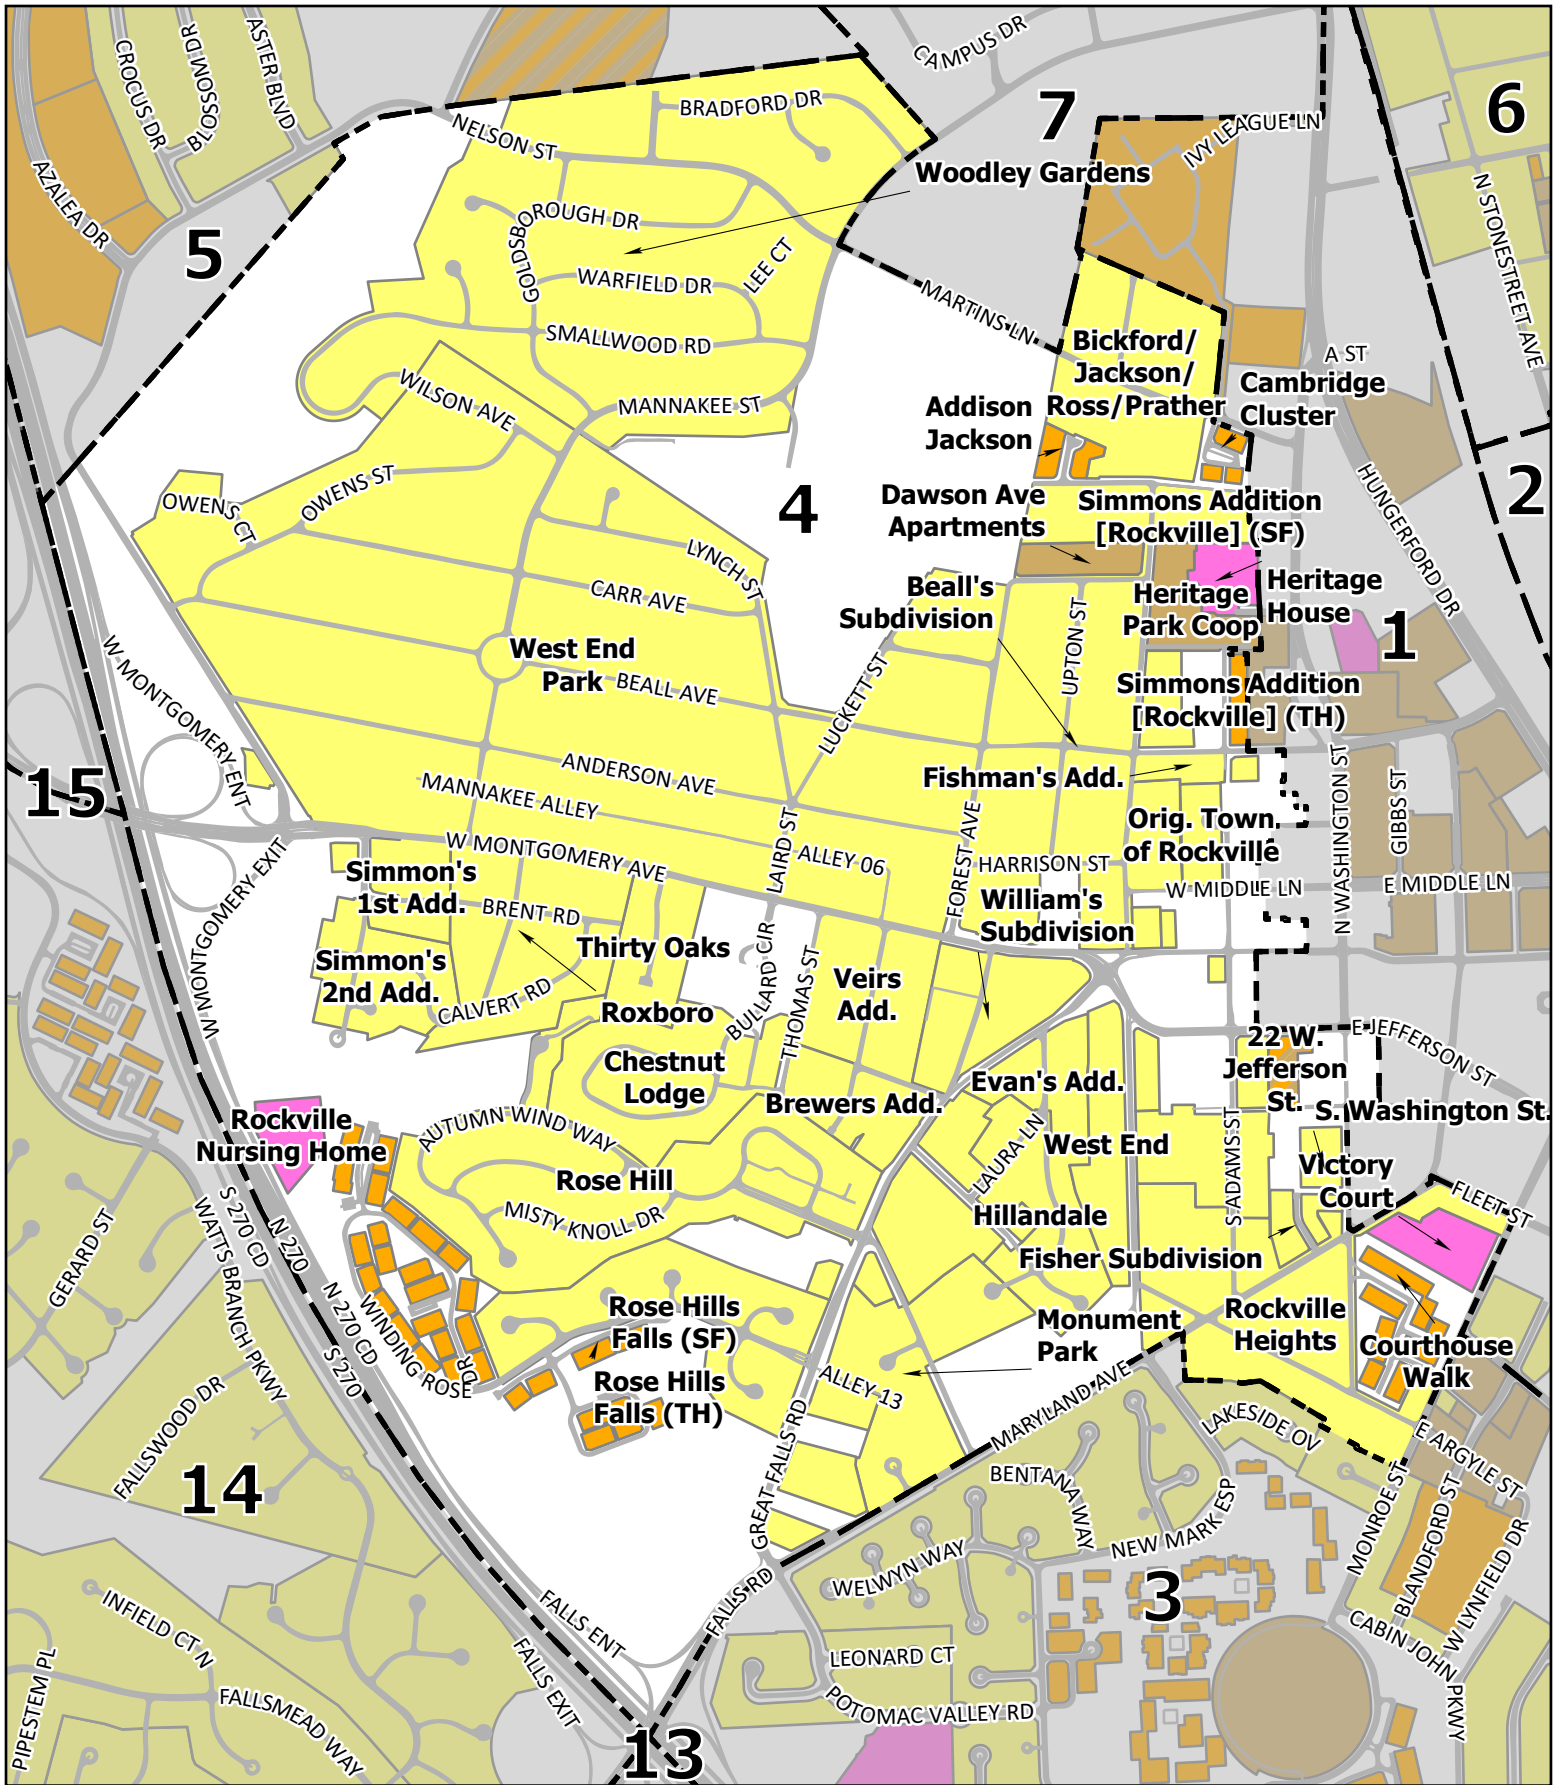 CROCUS DR
BLOSSOM DR
ASTER BLVD
AZALEA DR
CAMPUS DR
7
6
IVY LEAGUE LN
N STONESTREET AVE
5
NELSON ST
BRADFORD DR
Woodley Gardens
GOLDSBOROUGH DR
WARFIELD DR
LEE CT
SMALLWOOD RD
MARTINS LN
MANNAKEE ST
WILSON AVE
Bickford/
Jackson/
Ross/Prather
A ST
Cambridge
Cluster
Addison
Jackson
OWENS ST
OWENS CT
4
Dawson Ave
Apartments
Simmons Addition
[Rockville] (SF)
HUNGERFORD DR
2
LYNCH ST
CARR AVE
Beall's
Subdivision
Heritage
Park Coop
Heritage
House
1
W MONTGOMERY ENT
West End
Park
BEALL AVE
LUCKETT ST
UPTON ST
Simmons Addition
[Rockville] (TH)
15
ANDERSON AVE
MANNAKEE ALLEY
Fishman's Add.
N WASHINGTON ST
GIBBS ST
W MONTGOMERY EXIT
W MONTGOMERY AVE
LAIRD ST
ALLEY 06
FOREST AVE
HARRISON ST
Orig. Town
of Rockville
W MIDDLE LN
E MIDDLE LN
Simmon's
1st Add.
BRENT RD
William's
Subdivision
Simmon's
2nd Add.
Thirty Oaks
CALVERT RD
Roxboro
BULLARD CIR
THOMAS ST
Veirs
Add.
W MONTGOMERY ST
E JEFFERSON ST
22 W.
Jefferson
St.
Chestnut
Lodge
Brewers Add.
Evan's Add.
S. Washington St.
Rockville
Nursing Home
AUTUMN WIND WAY
LAURA LN
West End
S ADAMS ST
Victory
Court
Rose Hill
MISTY KNOLL DR
Hillandale
FLEET ST
Fisher Subdivision
GERARD ST
WATTS BRANCH PKWY
S 270 CD
N 270
N 270 CD
S 270
WINDING ROSE DR
Rose Hills
Falls (SF)
Rose Hills
Falls (TH)
Monument
Park
Rockville
Heights
Courthouse
Walk
ALLEY 13
GREAT FALLS RD
MARYLAND AVE
LAKESIDE OV
E ARGYLE ST
FALLSWOOD DR
14
BENTANA WAY
NEW MARK ESP
MONROE ST
BLANDFORD ST
W LYNFIELD DR
WELWYN WAY
3
FALLS RD
FALLS ENT
FALLS EXIT
INFIELD CT N
FALLSMEAD WAY
PIPESTEM PL
LEONARD CT
POTOMAC VALLEY RD
CABIN JOHN PKWY
13